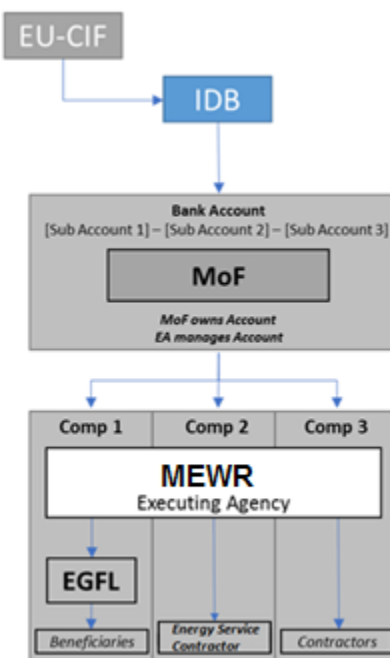 EU-CIF
IDB
Bank Account
[Sub Account 1] – [Sub Account 2] – [Sub Account 3]
MoF
MoF owns Account
EA manages Account
Comp 1 Comp 2 Comp 3
MEWR
Executing Agency
EGFL
Beneficiaries
Energy Service
Contractor
Contractors